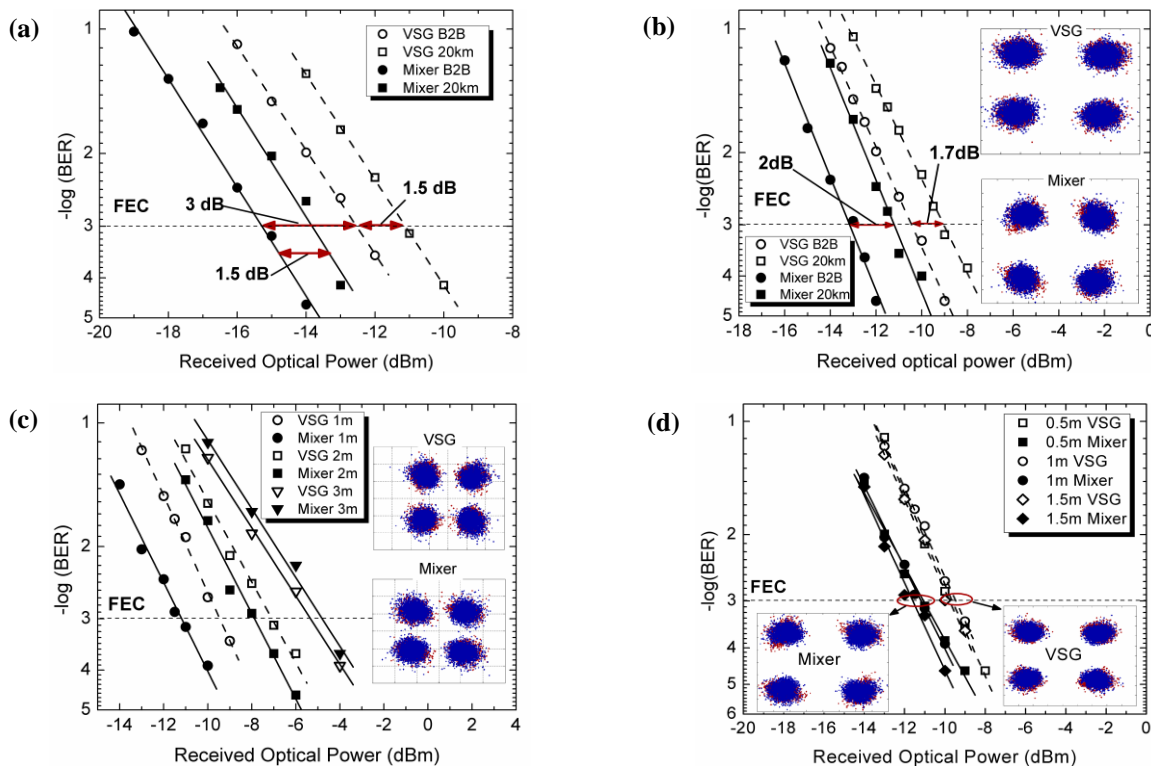 (a)
1
2
3
4
5
-log (BER)
FEC
VSG B2B
VSG 20km
Mixer B2B
Mixer 20km
3 dB
1.5 dB
1.5 dB
-20 -18 -16 -14 -12 -10 -8
Received Optical Power (dBm)
(b)
1
2
3
4
5
-log(BER)
FEC
2dB
1.7dB
VSG
Mixer
VSG B2B
VSG 20km
Mixer B2B
Mixer 20km
-18 -16 -14 -12 -10 -8 -6 -4 -2 0
Received optical power (dBm)
(c)
1
2
3
4
5
-log (BER)
FEC
VSG 1m
Mixer 1m
VSG 2m
Mixer 2m
VSG 3m
Mixer 3m
VSG
Mixer
-14 -12 -10 -8 -6 -4 -2 0 2 4
Received Optical Power (dBm)
(d)
1
2
3
4
5
6
-log(BER)
FEC
0.5m VSG
0.5m Mixer
1m VSG
1m Mixer
1.5m VSG
1.5m Mixer
Mixer
VSG
-20 -18 -16 -14 -12 -10 -8 -6 -4 -2 0
Received Optical Power (dBm)